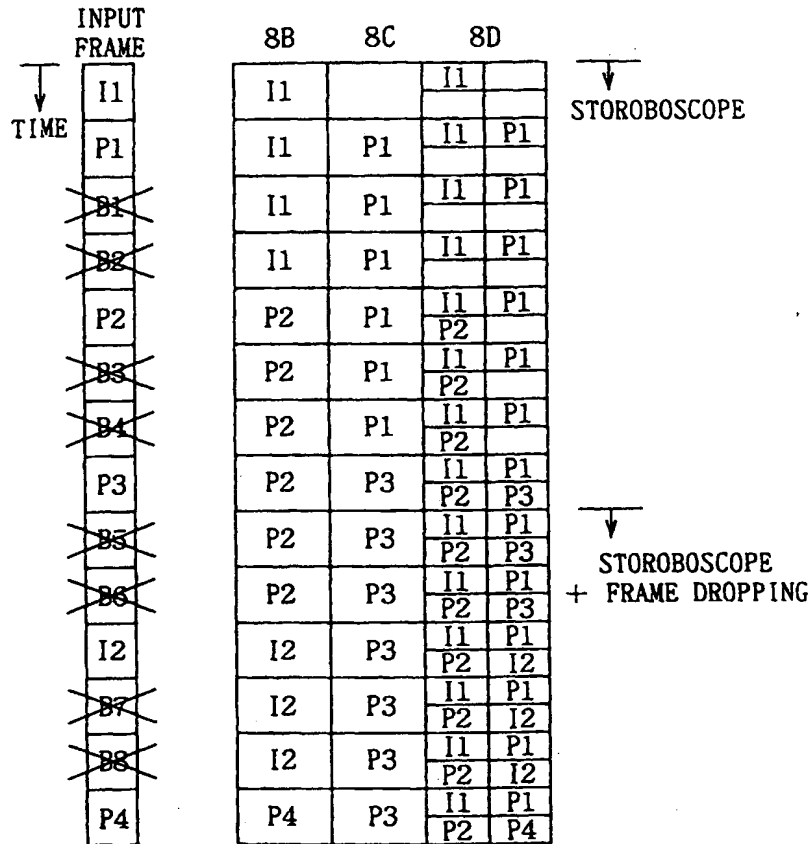 INPUT
FRAME 8B 8C 8D
I1 I1 I1
TIME STOROBOSCOPE
P1 I1 P1 I1 P1
B1 I1 P1 I1 P1
B2 I1 P1 I1 P1
P2 P2 P1 I1 P1
P2
B3 P2 P1 I1 P1
P2
B4 P2 P1 I1 P1
P2
P3 P2 P3 I1 P1
P2 P3
B5 P2 P3 I1 P1
P2 P3
STOROBOSCOPE
+ FRAME DROPPING
B6 P2 P3 I1 P1
P2 P3
I2 I2 P3 I1 P1
P2 I2
B7 I2 P3 I1 P1
P2 I2
B8 I2 P3 I1 P1
P2 I2
P4 P4 P3 I1 P1
P2 P4